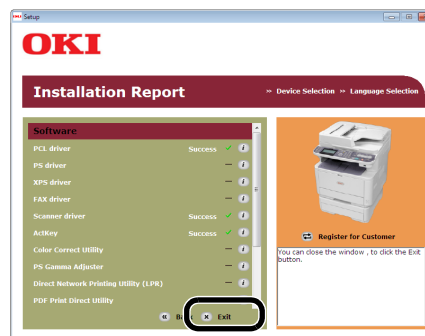 OKI Setup
OKI
Installation Report
» Device Selection » Language Selection
Software
PCL driver Success
PS driver
XPS driver
FAX driver
Scanner driver Success
ActKey Success
Color Correct Utility
PS Gamma Adjuster
Direct Network Printing Utility (LPR)
PDF Print Direct Utility
Exit
Register for Customer
You can close the window , to click the Exit
button.